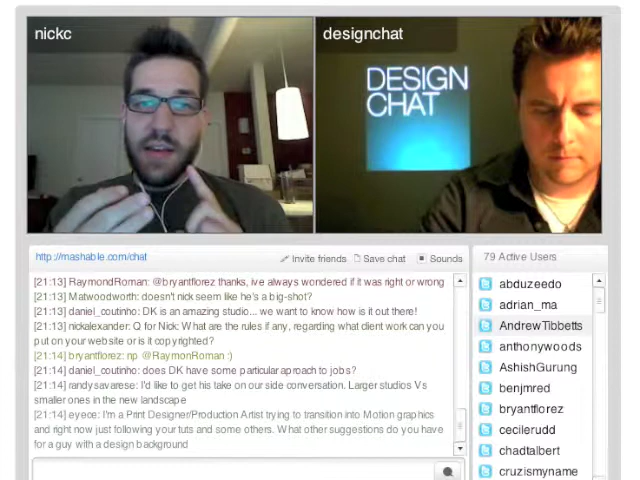 nickc
designchat
DESIGN
CHAT
http://mashable.com/chat
Invite friends
Save chat
Sounds
79 Active Users
[21:13] RaymondRoman: @bryantflorez thanks, ive always wondered if it was right or wrong
[21:13] Matwoodworth: doesn't nick seem like he's a big-shot?
[21:13] daniel_coutinho: DK is an amazing studio... we want to know how is it out there!
[21:13] nickalexander: Q for Nick: What are the rules if any, regarding what client work can you
put on your website or is it copyrighted?
[21:14] bryantflorez: np @RaymonRoman :)
[21:14] daniel_coutinho: does DK have some particular aproach to jobs?
[21:14] randysavarese: I'd like to get his take on our side conversation. Larger studios Vs
smaller ones in the new landscape
[21:14] eyece: I'm a Print Designer/Production Artist trying to transition into Motion graphics
and right now just following your tuts and some others. What other suggestions do you have
for a guy with a design background
abduzeedo
adrian_ma
AndrewTibbetts
anthonywoods
AshishGurung
benjmred
bryantflorez
cecilerudd
chadtalbert
cruzismyname